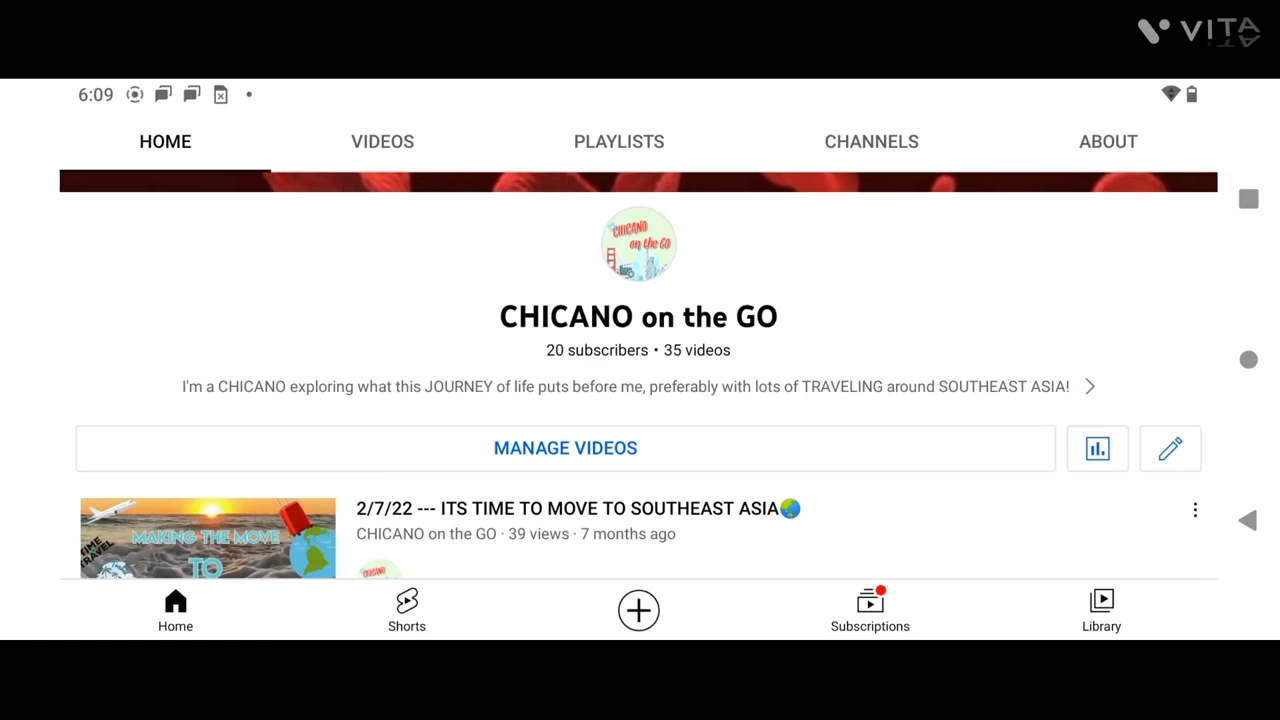 VITA
6:09
HOME VIDEOS PLAYLISTS CHANNELS ABOUT
CHICANO
on the GO
CHICANO on the GO
20 subscribers • 35 videos
I'm a CHICANO exploring what this JOURNEY of life puts before me, preferably with lots of TRAVELING around SOUTHEAST ASIA!
MANAGE VIDEOS
2/7/22 --- ITS TIME TO MOVE TO SOUTHEAST ASIA🌏
CHICANO on the GO · 39 views · 7 months ago
MAKING THE MOVE
TO
TIME
TRAVEL
CHICANO
Home Shorts Subscriptions Library